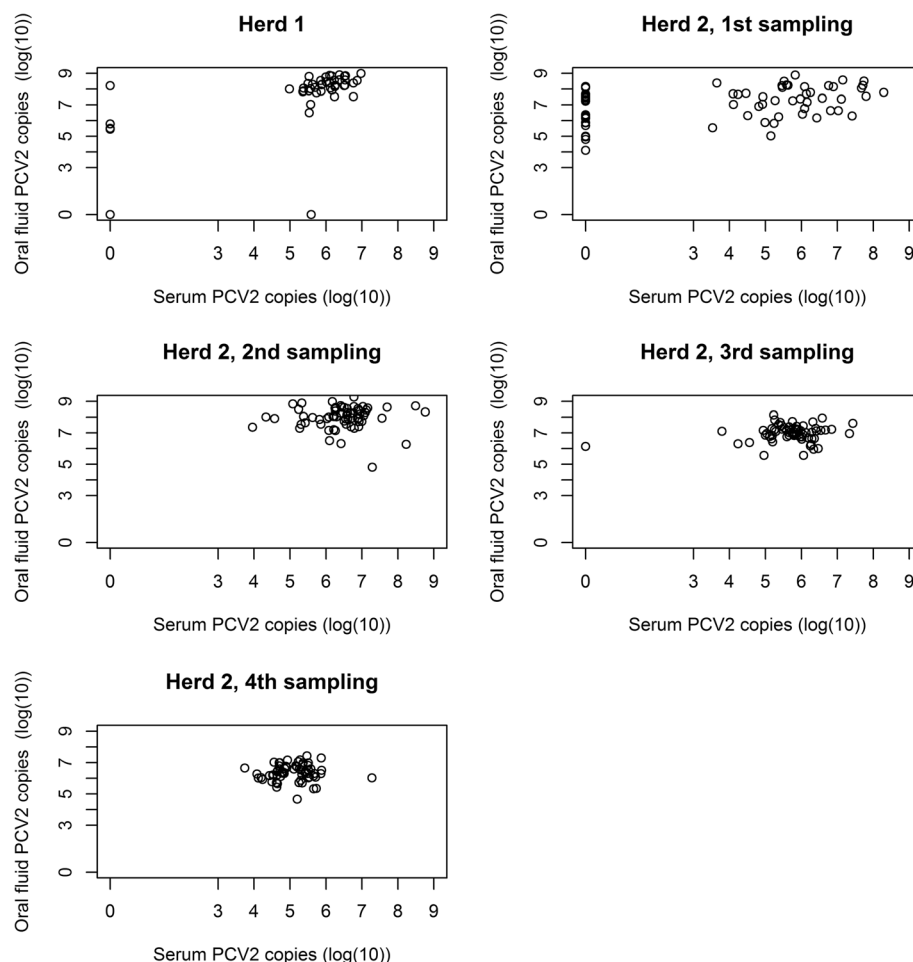 Herd 1
Oral fluid PCV2 copies (log(10))
9
7
5
3
0
0 3 4 5 6 7 8 9
Serum PCV2 copies (log(10))
Herd 2, 1st sampling
Oral fluid PCV2 copies (log(10))
9
7
5
3
0
0 3 4 5 6 7 8 9
Serum PCV2 copies (log(10))
Herd 2, 2nd sampling
Oral fluid PCV2 copies (log(10))
9
7
5
3
0
0 3 4 5 6 7 8 9
Serum PCV2 copies (log(10))
Herd 2, 3rd sampling
Oral fluid PCV2 copies (log(10))
9
7
5
3
0
0 3 4 5 6 7 8 9
Serum PCV2 copies (log(10))
Herd 2, 4th sampling
Oral fluid PCV2 copies (log(10))
9
7
5
3
0
0 3 4 5 6 7 8 9
Serum PCV2 copies (log(10))